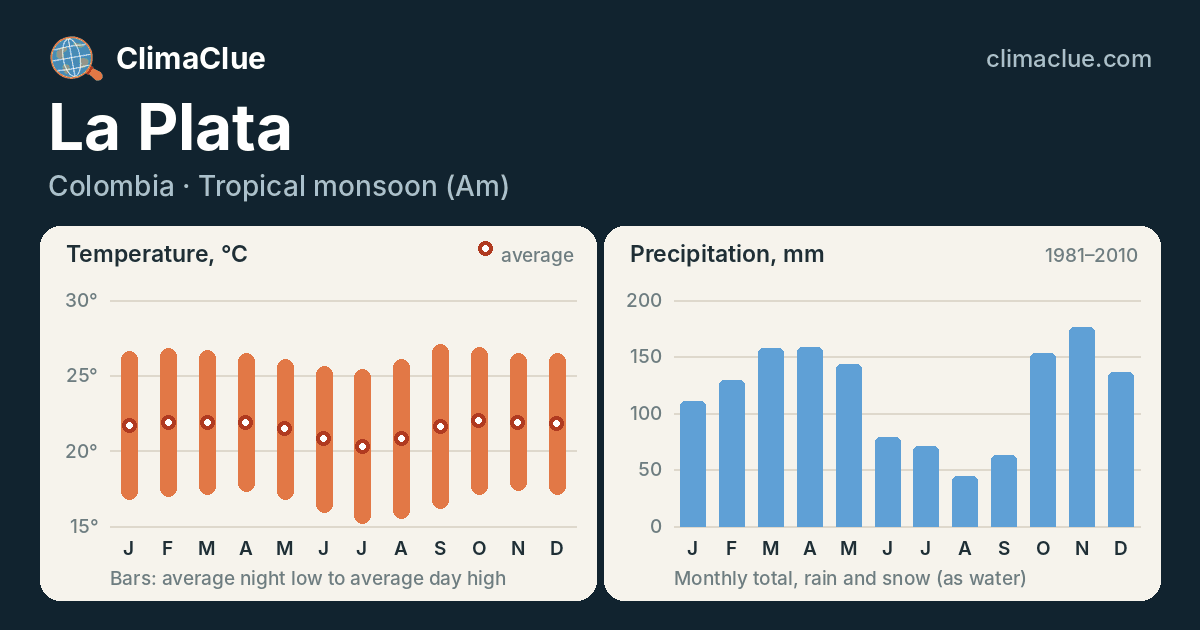 ClimaClue
climaclue.com
La Plata
Colombia · Tropical monsoon (Am)
Temperature, °C
average
30°
25°
20°
15°
J F M A M J J A S O N D
Bars: average night low to average day high
Precipitation, mm
1981–2010
200
150
100
50
0
J F M A M J J A S O N D
Monthly total, rain and snow (as water)